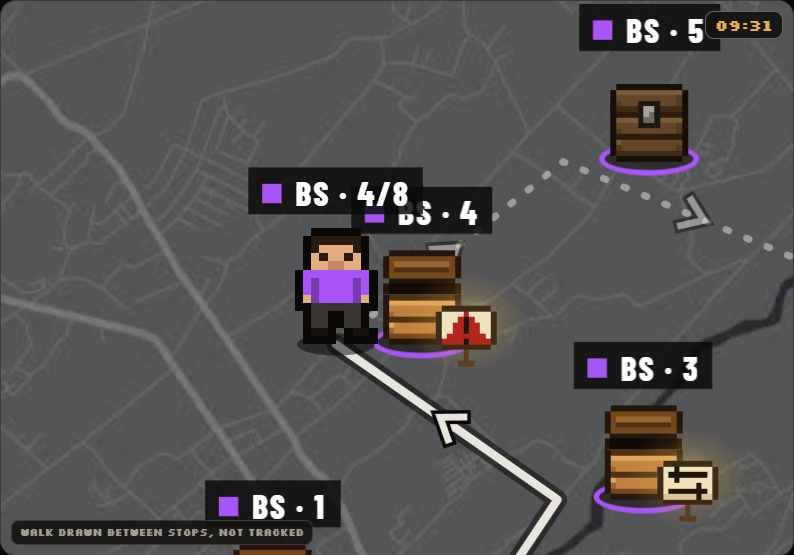 BS · 5
09:31
BS · 4/8
BS · 4
BS · 3
BS · 1
WALK DRAWN BETWEEN STOPS, NOT TRACKED